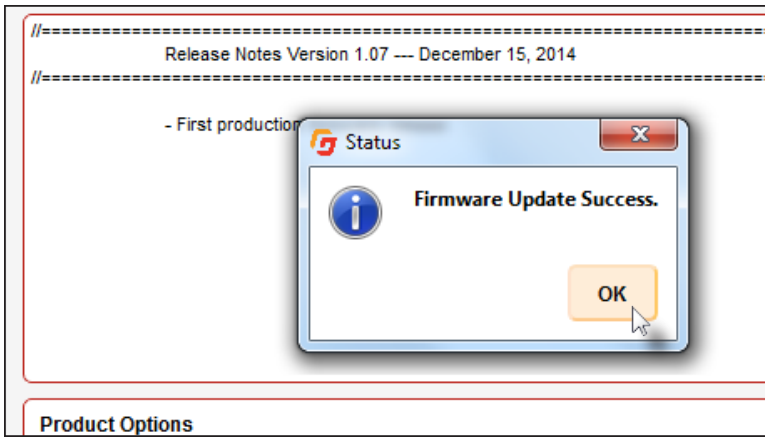 //=========================================================================
Release Notes Version 1.07 --- December 15, 2014
//=========================================================================
- First production
Status
Firmware Update Success.
OK
Product Options